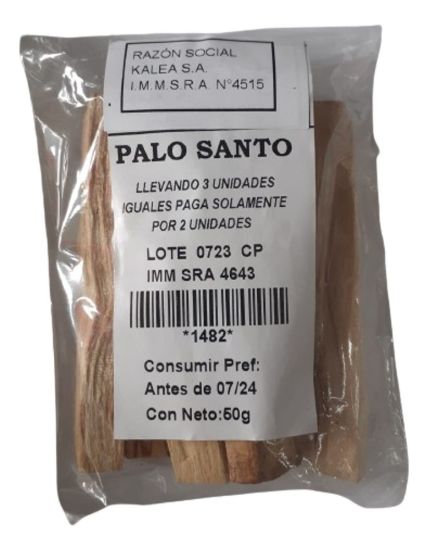 RAZÓN SOCIAL
KALEA S.A.
I.M.M.S.R.A. N°4515
PALO SANTO
LLEVANDO 3 UNIDADES
IGUALES PAGA SOLAMENTE
POR 2 UNIDADES
LOTE 0723 CP
IMM SRA 4643
*1482*
Consumir Pref:
Antes de 07/24
Con Neto:50g